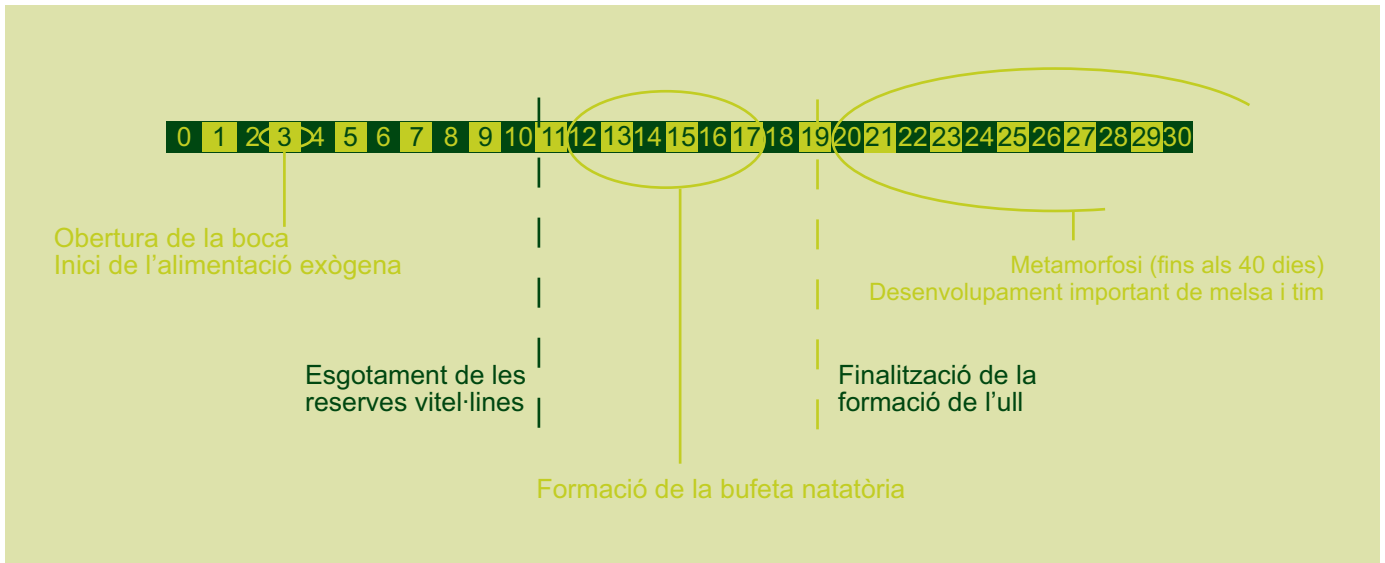 0 1 2 3 4 5 6 7 8 9 10 11 12 13 14 15 16 17 18 19 20 21 22 23 24 25 26 27 28 29 30
Obertura de la boca
Inici de l’alimentació exògena
Metamorfosi (fins als 40 dies)
Desenvolupament important de melsa i tim
Esgotament de les
reserves vitel·lines
Finalització de la
formació de l’ull
Formació de la bufeta natatòria